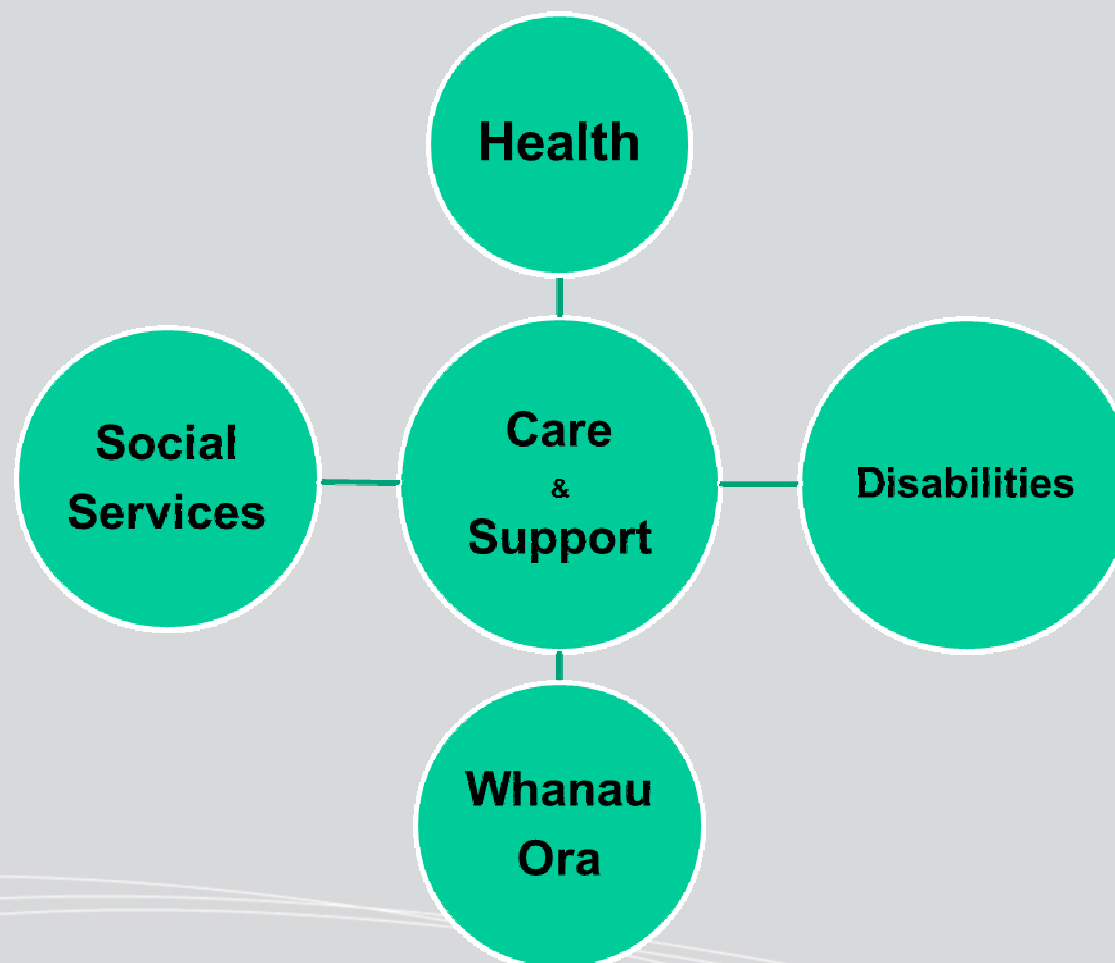 Health
Social
Services
Care
&
Support
Disabilities
Whanau
Ora